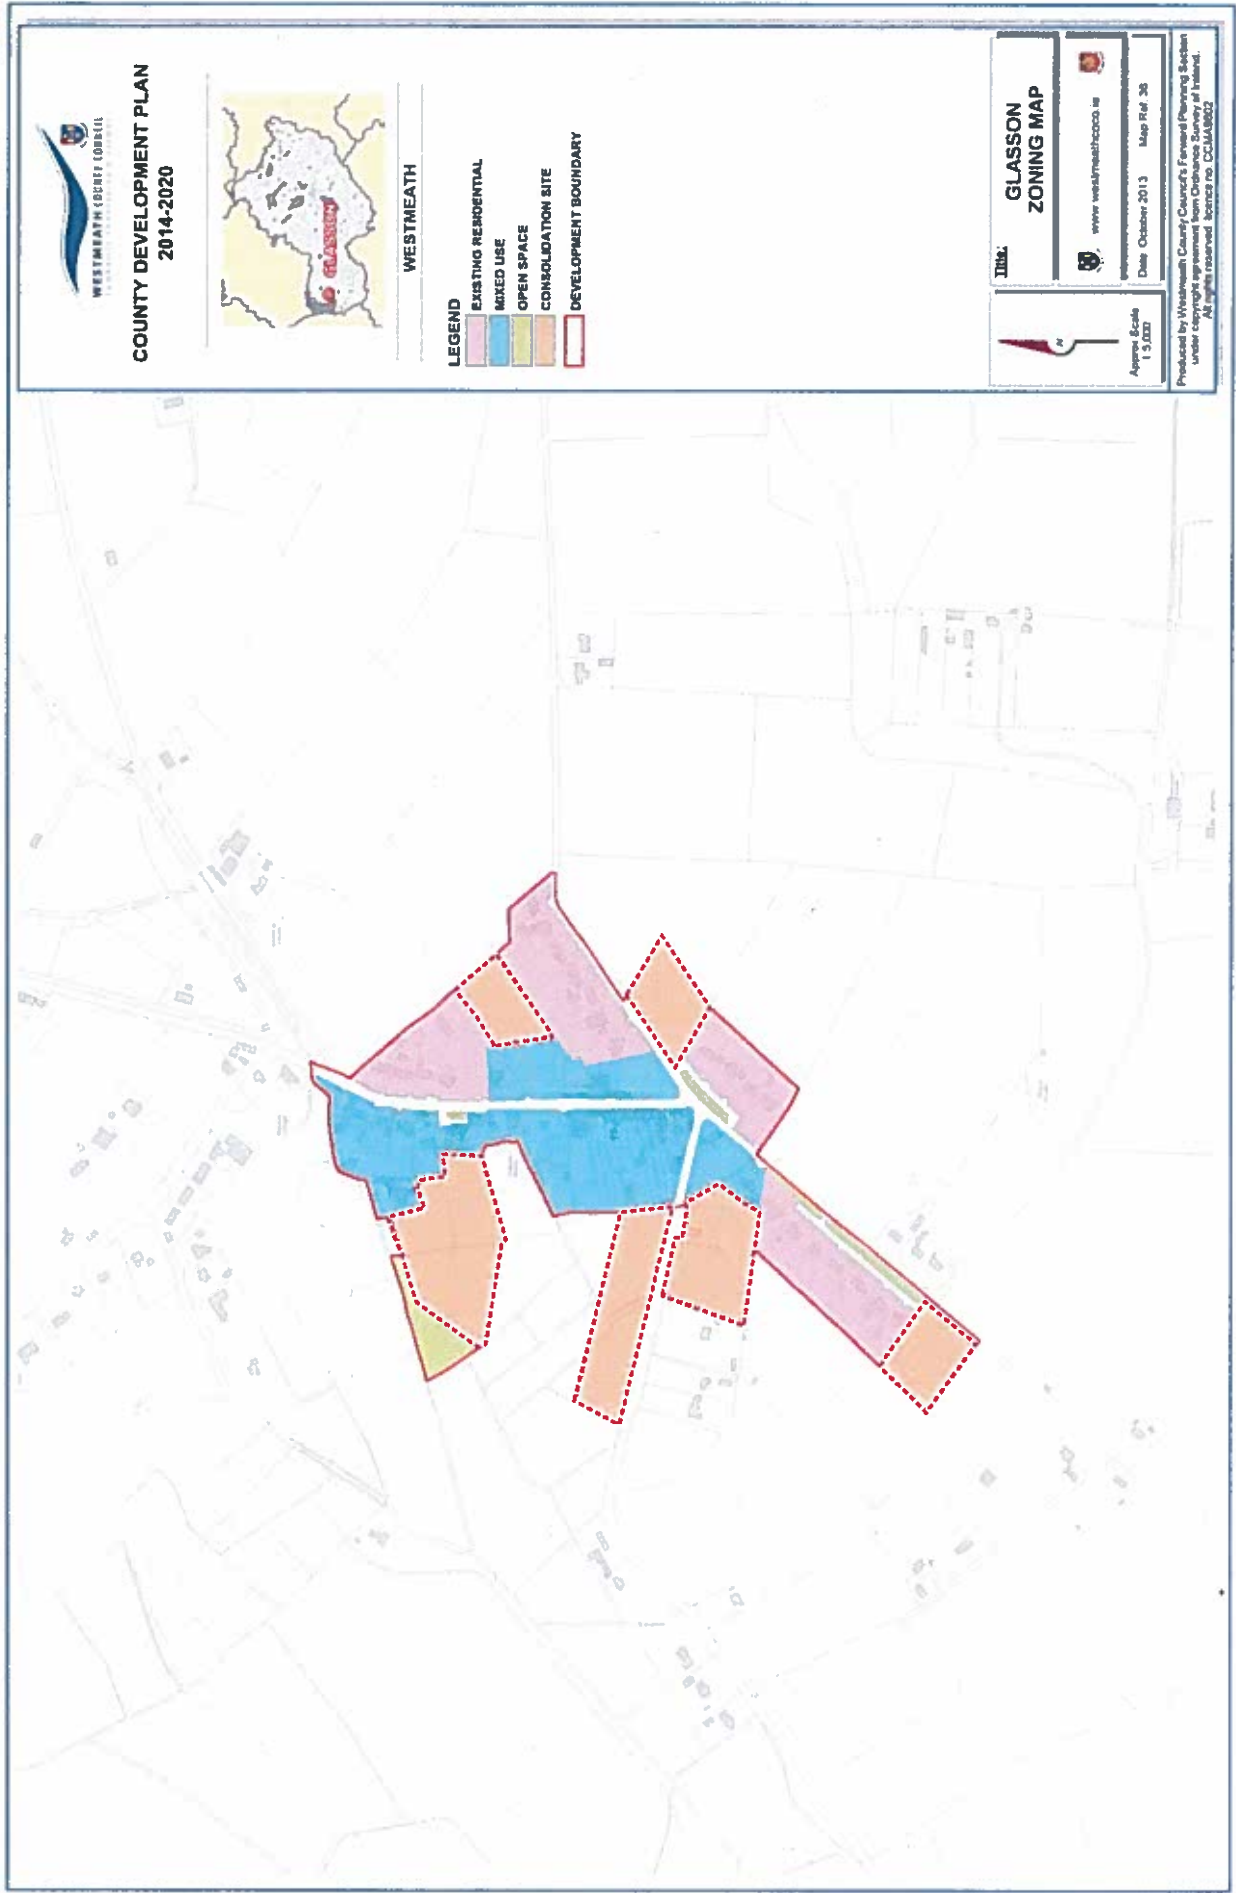 WESTMEATH COUNTY COUNCIL
COUNTY DEVELOPMENT PLAN
2014-2020
GLASSON
WESTMEATH
LEGEND
EXISTING RESIDENTIAL
MIXED USE
OPEN SPACE
CONSOLIDATION SITE
DEVELOPMENT BOUNDARY
N
Approx Scale
1 5,000
Title:
GLASSON
ZONING MAP
www westmeathcoco.ie
Date October 2013 Map Ref. 36
Produced by Westmeath County Council's Forward Planning Section
under copyright agreement from Ordnance Survey of Ireland.
All rights reserved licence no.